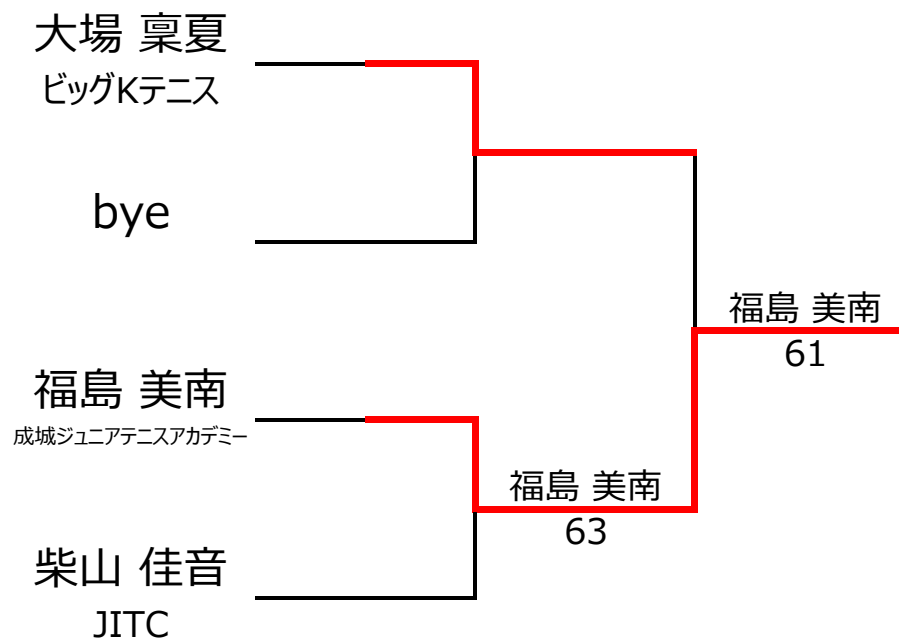 大場 稟夏
ビッグKテニス
bye
福島 美南
成城ジュニアテニスアカデミー
柴山 佳音
JITC
福島 美南
63
福島 美南
61